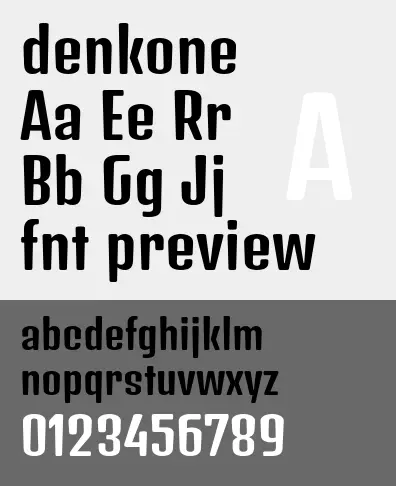 denkone
Aa Ee Rr
A
Bb Gg Jj
fnt preview
abcdefghijklm
nopqrstuvwxyz
0123456789